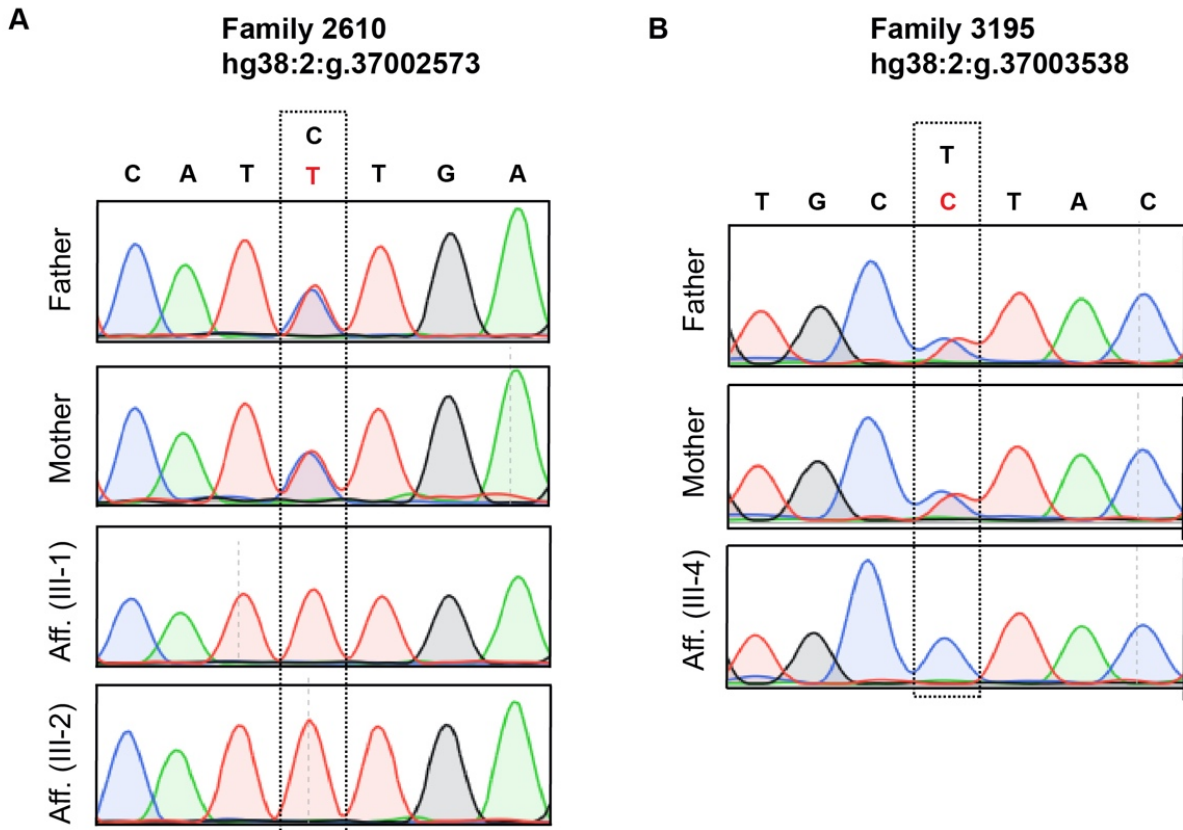 A
Family 2610
hg38:2:g.37002573
C
C A T T T G A
Father
Mother
Aff. (III-1)
Aff. (III-2)
B
Family 3195
hg38:2:g.37003538
T
T G C C T A C
Father
Mother
Aff. (III-4)